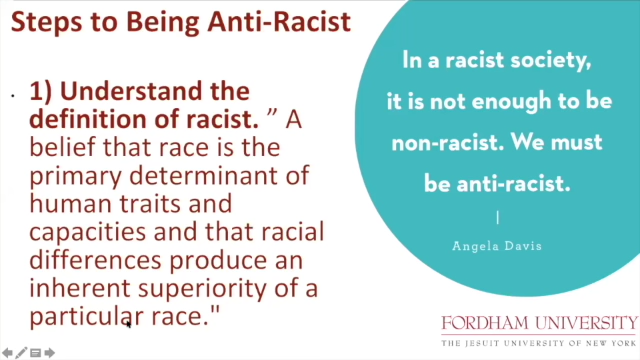 Steps to Being Anti-Racist
· 1) Understand the
definition of racist. ” A
belief that race is the
primary determinant of
human traits and
capacities and that racial
differences produce an
inherent superiority of a
particular race."
In a racist society,
it is not enough to be
non-racist. We must
be anti-racist.
|
Angela Davis
FORDHAM UNIVERSITY
THE JESUIT UNIVERSITY OF NEW YORK